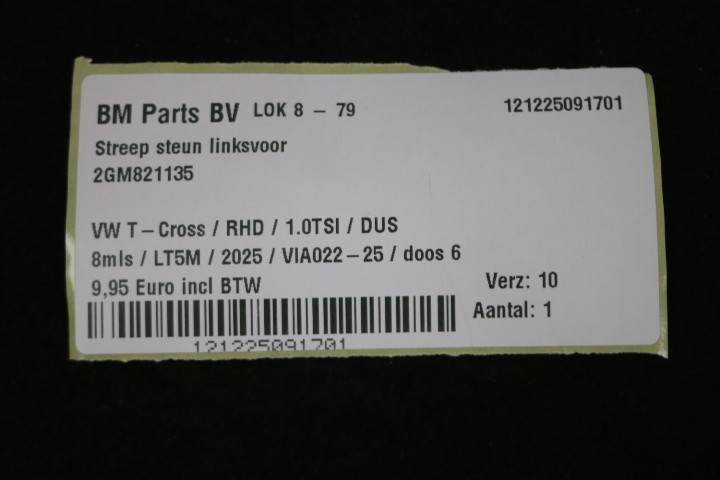 BM Parts BV LOK 8 - 79 121225091701
Streep steun linksvoor
2GM821135
VW T-Cross / RHD / 1.0TSI / DUS
8mls / LT5M / 2025 / VIA022-25 / doos 6
9,95 Euro incl BTW Verz: 10
Aantal: 1
121225091701